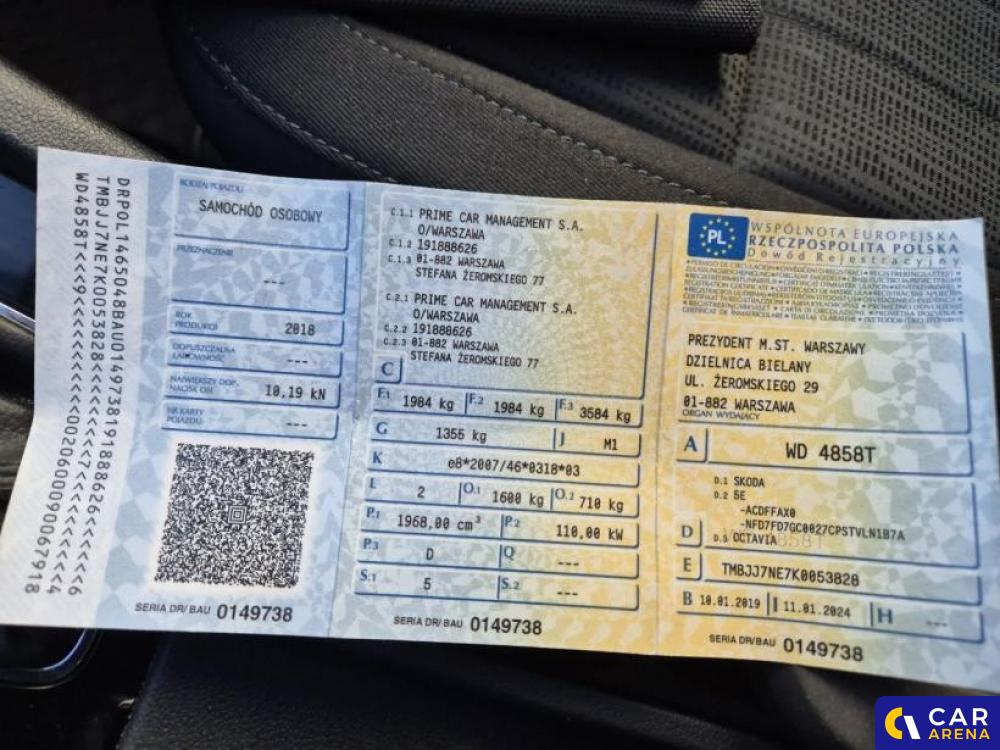 DRPOL14665048BBAU0149738191888626<<<<<<6
TMBJJ7NE7K0053828<<<<<<<7<<<<<<<<<<<<<<4
WD4858T<<9<<<<<<<<<<<<<<0020600090067918
RODZAJ POJAZDU
SAMOCHÓD OSOBOWY
PRZEZNACZENIE
---
ROK PRODUKCJI 2018
DOPUSZCZALNA ŁADOWNOŚĆ ---
NAJWIĘKSZY DOP. NACISK OSI 10,19 kN
NR KARTY POJAZDU ---
SERIA DR/BAU 0149738
C.1.1 PRIME CAR MANAGEMENT S.A.
O/WARSZAWA
C.1.2 191888626
C.1.3 01-882 WARSZAWA
STEFANA ŻEROMSKIEGO 77
C.2.1 PRIME CAR MANAGEMENT S.A.
O/WARSZAWA
C.2.2 191888626
C.2.3 01-882 WARSZAWA
STEFANA ŻEROMSKIEGO 77
C
F.1 1984 kg F.2 1984 kg F.3 3584 kg
G 1355 kg J M1
K e8*2007/46*0318*03
L 2 O.1 1600 kg O.2 710 kg
P.1 1968,00 cm³ P.2 110,00 kW
P.3 D Q ---
S.1 5 S.2 ---
SERIA DR/BAU 0149738
PL
WSPÓLNOTA EUROPEJSKA
RZECZPOSPOLITA POLSKA
Dowód Rejestracyjny
PREZYDENT M.ST. WARSZAWY
DZIELNICA BIELANY
UL. ŻEROMSKIEGO 29
01-882 WARSZAWA
ORGAN WYDAJĄCY
A WD 4858T
D.1 SKODA
D.2 5E
-ACDFFAX0
-NFD7FD7GC0027CPSTVLN1B7A
D D.3 OCTAVIA
E TMBJJ7NE7K0053828
B 10.01.2019 I 11.01.2024 H ---
SERIA DR/BAU 0149738
CAR
ARENA